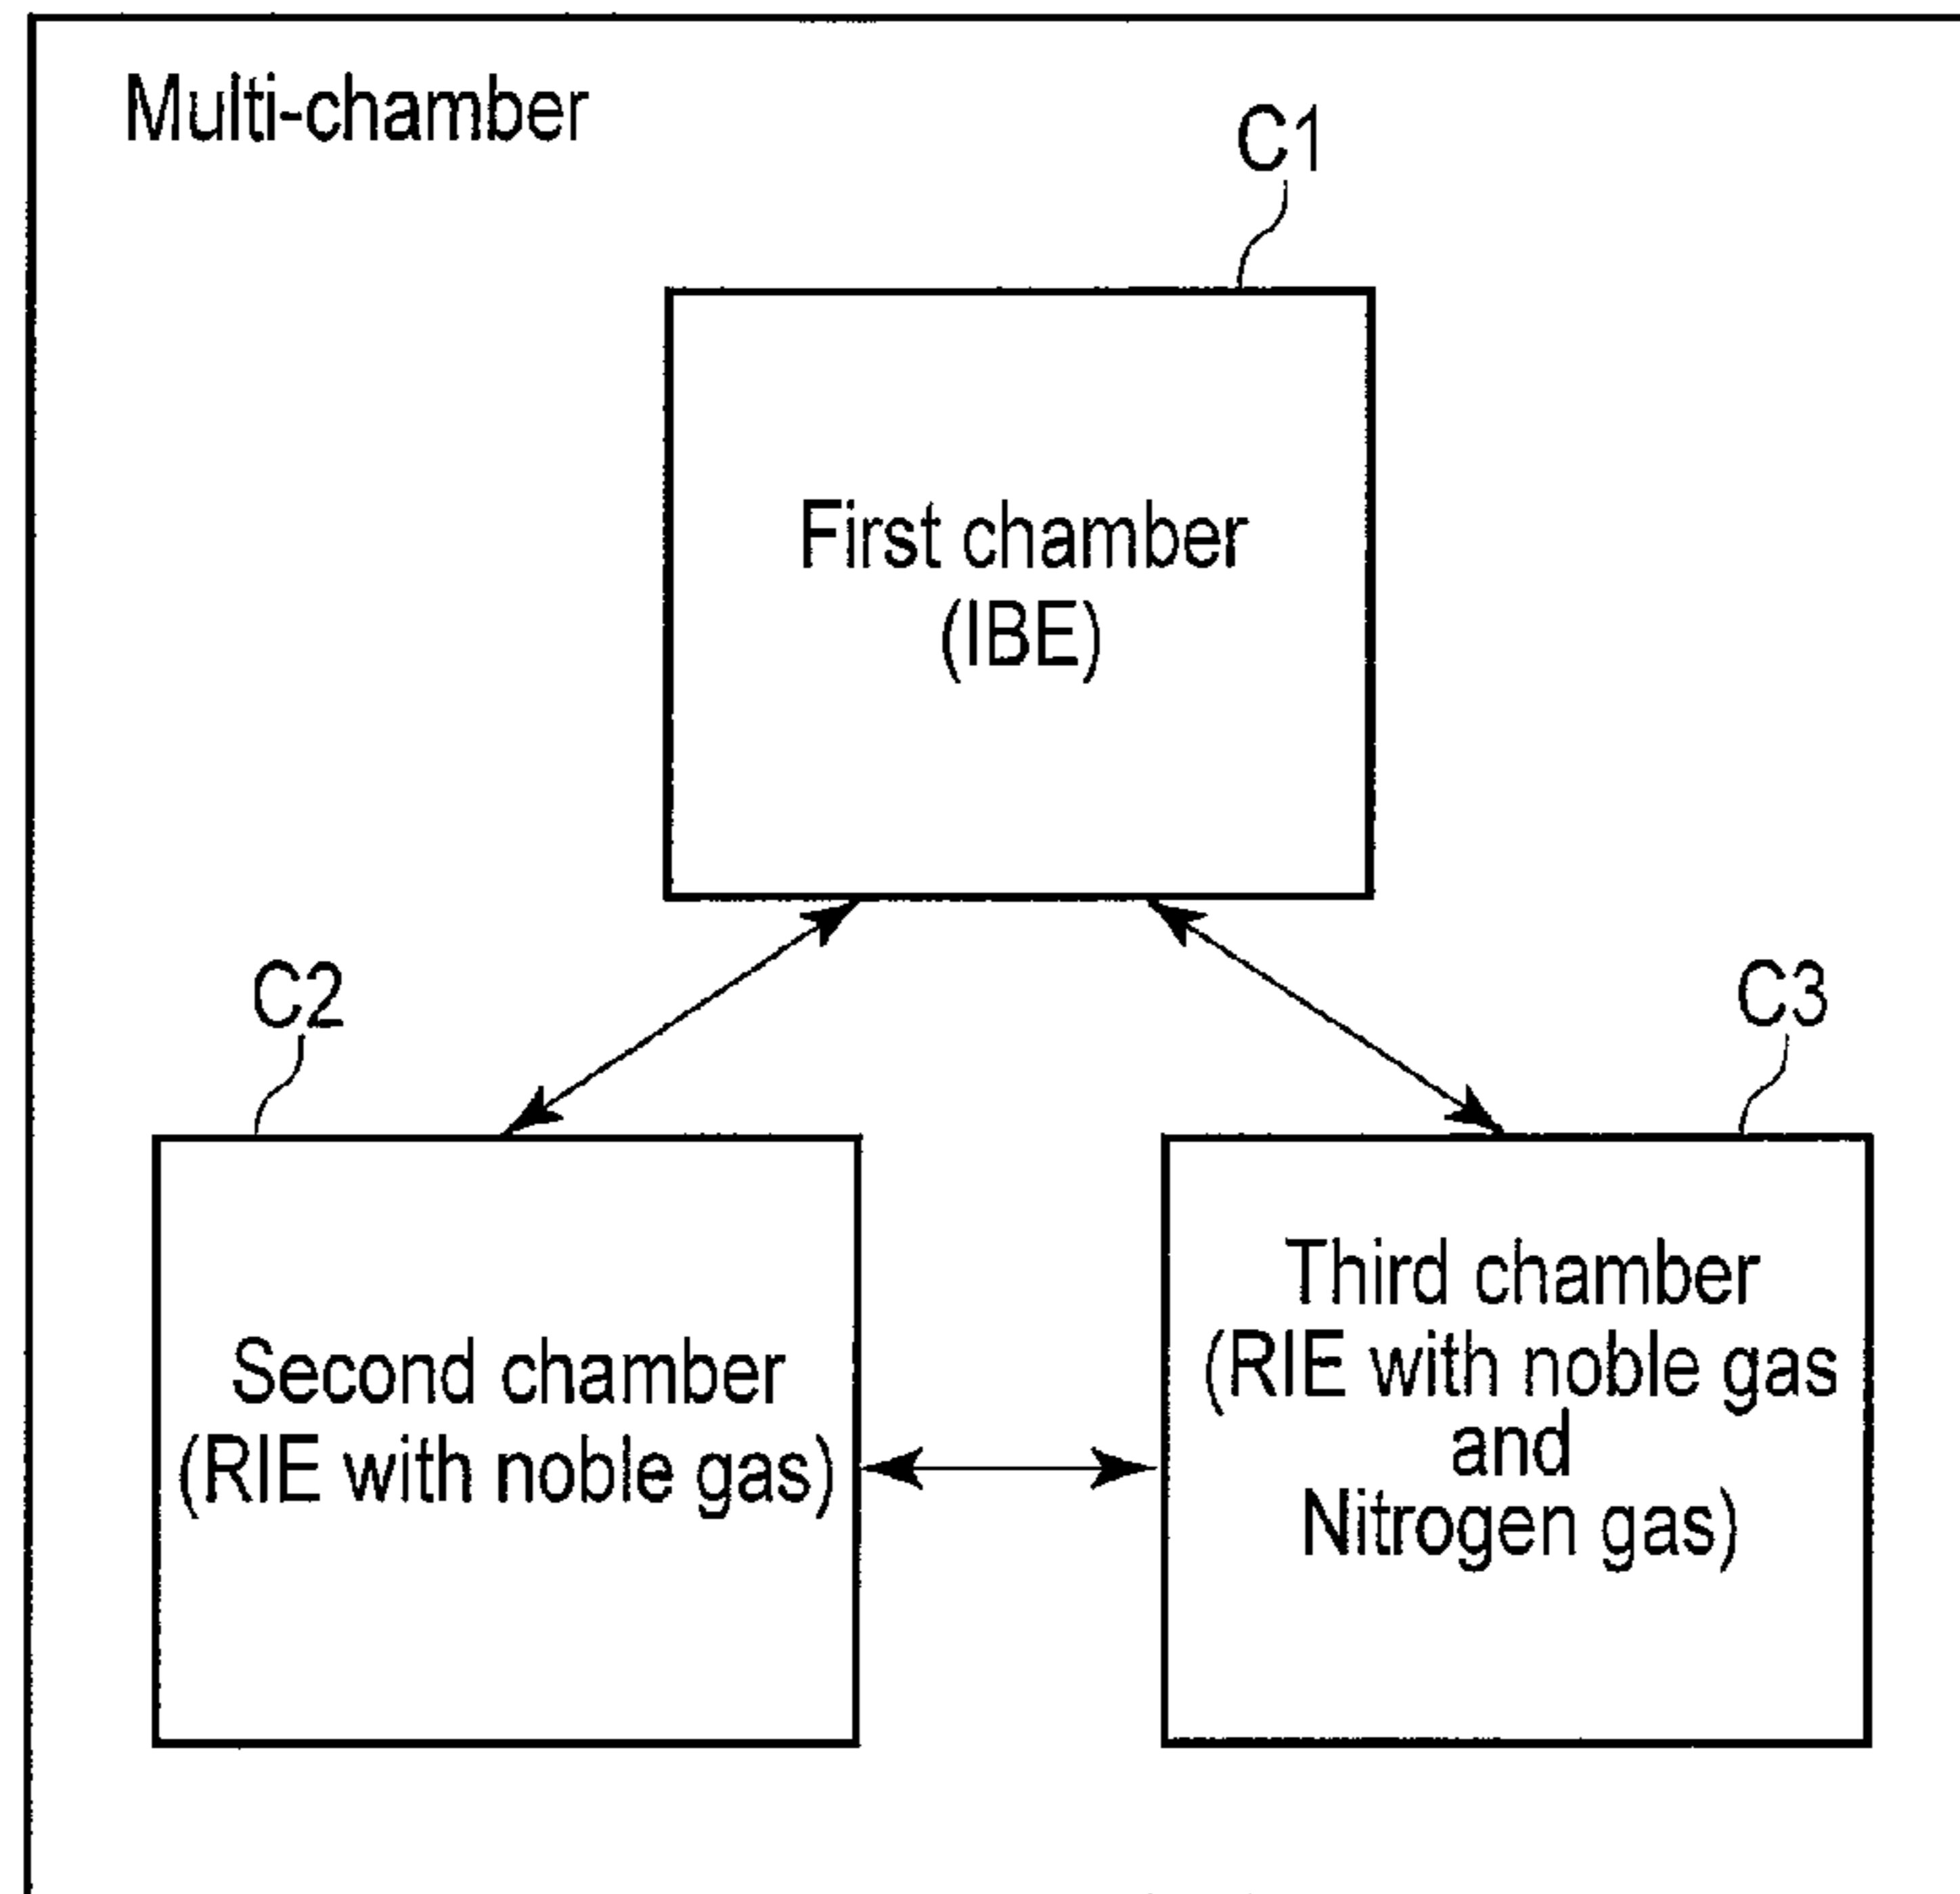 Multi-chamber
C1
First chamber
(IBE)
C2
C3
Second chamber
(RIE with noble gas)
Third chamber
(RIE with noble gas
and
Nitrogen gas)